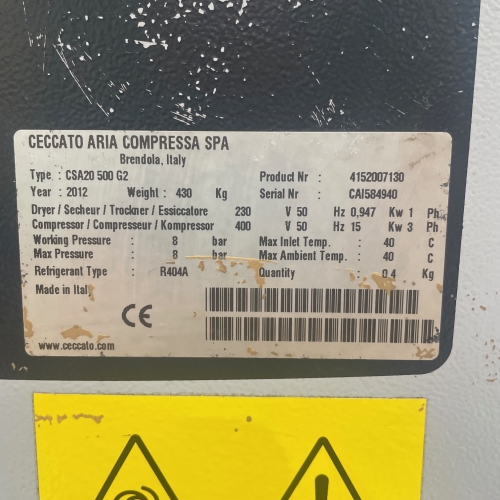 CECCATO ARIA COMPRESSA SPA
Brendola, Italy
Type : CSA20 500 G2 Product Nr : 4152007130
Year : 2012 Weight : 430 Kg Serial Nr : CAI584940
Dryer / Secheur / Trockner / Essiccatore 230 V 50 Hz 0,947 Kw 1 Ph
Compressor / Compresseur / Kompressor 400 V 50 Hz 15 Kw 3 Ph
Working Pressure : 8 bar Max Inlet Temp. : 40 C
Max Pressure : 8 bar Max Ambient Temp. : 40 C
Refrigerant Type : R404A Quantity : 0.4 Kg
Made in Italy
CE
www.ceccato.com